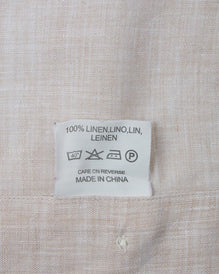 100% LINEN,LINO,LIN,
LEINEN
P
CARE ON REVERSE
MADE IN CHINA